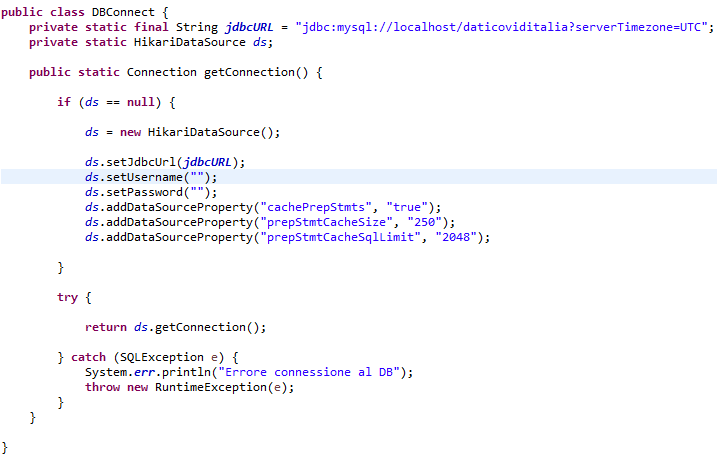 public class DBConnect {
private static final String jdbcURL = "jdbc:mysql://localhost/daticoviditalia?serverTimezone=UTC";
private static HikariDataSource ds;
public static Connection getConnection() {
if (ds == null) {
ds = new HikariDataSource();
ds.setJdbcUrl(jdbcURL);
ds.setUsername("");
ds.setPassword("");
ds.addDataSourceProperty("cachePrepStmts", "true");
ds.addDataSourceProperty("prepStmtCacheSize", "250");
ds.addDataSourceProperty("prepStmtCacheSqlLimit", "2048");
}
try {
return ds.getConnection();
} catch (SQLException e) {
System.err.println("Errore connessione al DB");
throw new RuntimeException(e);
}
}
}